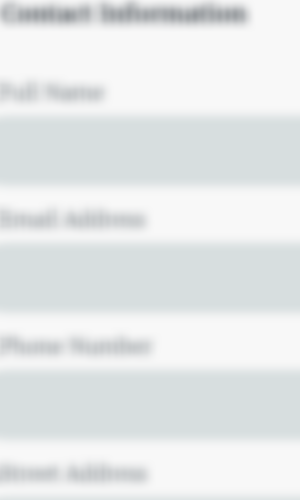 Contact Information
Full Name
Email Address
Phone Number
Street Address